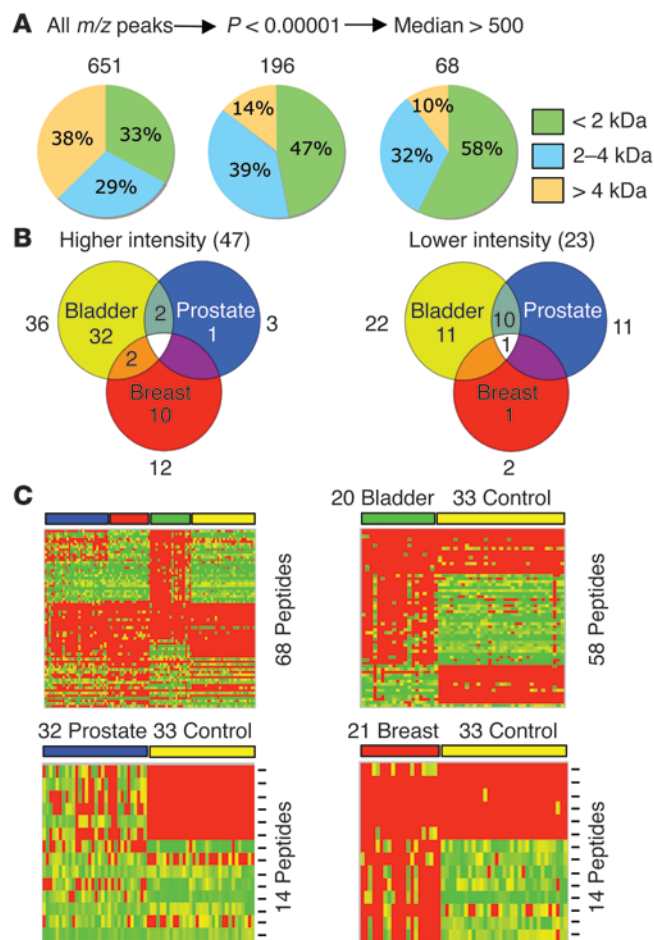 A All m/z peaks → P < 0.00001 → Median > 500
651 196 68
38% 33% 29%
14% 47% 39%
10% 58% 32%
< 2 kDa
2–4 kDa
> 4 kDa
B Higher intensity (47) Lower intensity (23)
36 Bladder 32 2 Prostate 1 3
2
Breast 10
12
22 Bladder 11 10 Prostate 11
1
Breast 1
2
C
68 Peptides
20 Bladder 33 Control
58 Peptides
32 Prostate 33 Control
14 Peptides
21 Breast 33 Control
14 Peptides